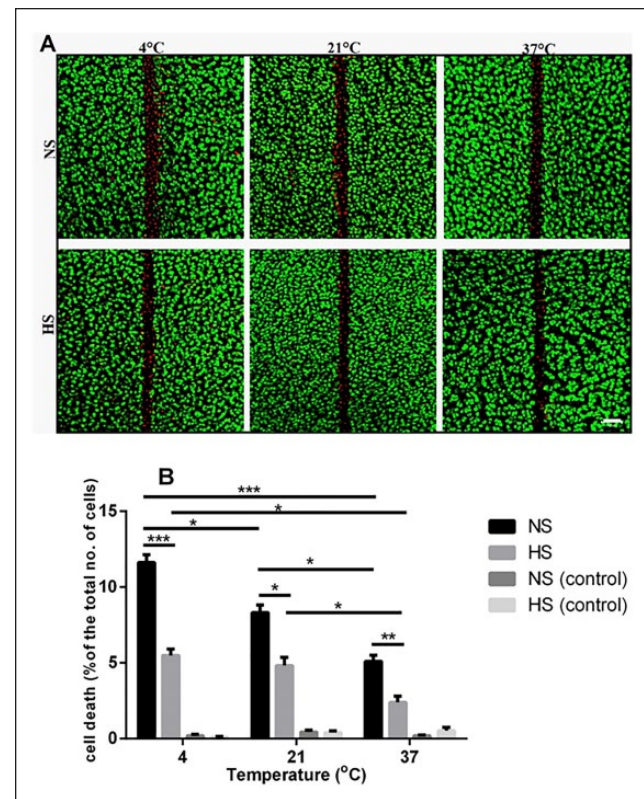 A
4°C 21°C 37°C
NS
HS
B
cell death (% of the total no. of cells)
15
10
5
0
***
*
*
***
*
*
*
**
4 21 37
Temperature (°C)
NS
HS
NS (control)
HS (control)